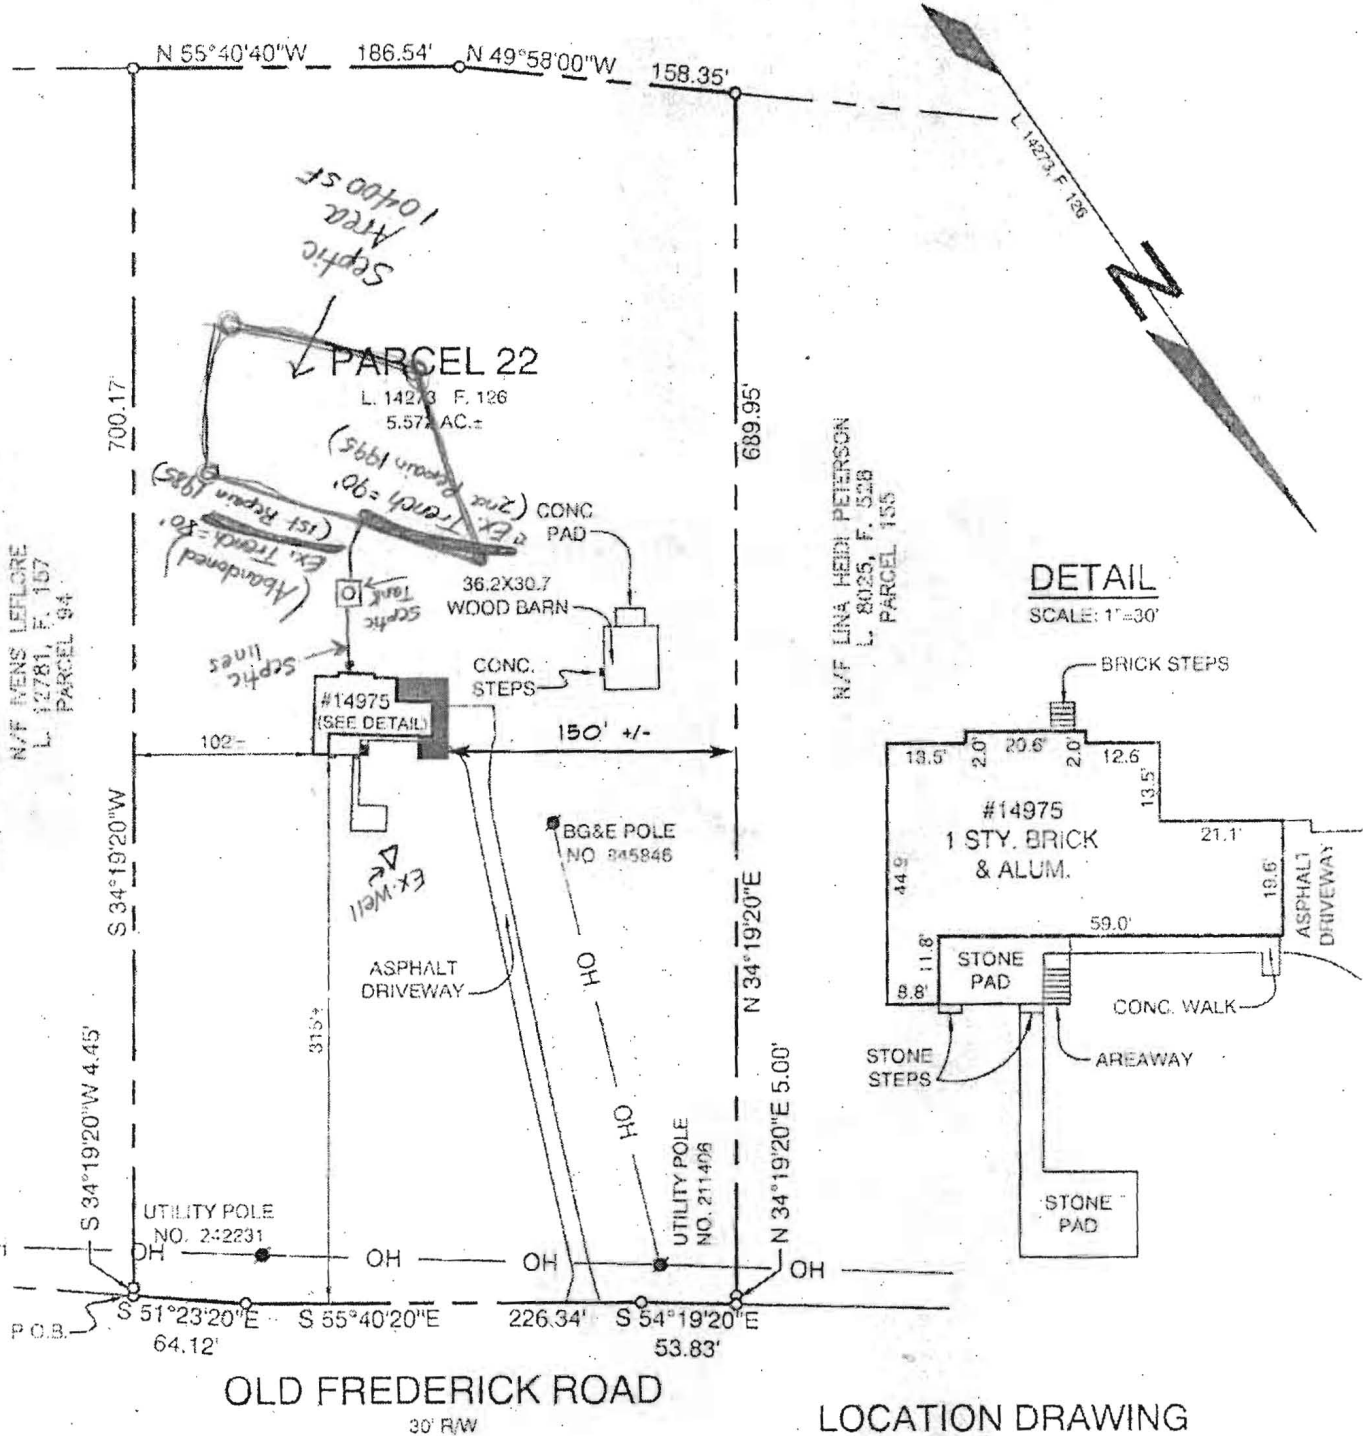 N 55°40'40"W
186.54'
N 49°58'00"W
158.35'
L. 14273, F. 126
N
Septic
Area
10400 SF
PARCEL 22
L. 14273 F. 126
5.572 AC.±
700.17'
689.95'
Ex. Trench = 90'
(2nd Repair 1995)
(Abandoned)
Ex. Trench = 80'
(1st Repair 1985)
Septic
Tank
Septic
lines
CONC
PAD
36.2X30.7
WOOD BARN
CONC.
STEPS
N/F IVENS LEFLORE
L. 12781, F. 157
PARCEL 94
N/F LINA HEIDI PETERSON
L. 8025, F. 528
PARCEL 155
#14975
(SEE DETAIL)
102'±
150' +/-
BG&E POLE
NO 845846
Ex. Well
S 34°19'20"W
N 34°19'20"E
ASPHALT
DRIVEWAY
OH
OH
315'±
S 34°19'20"W 4.45'
N 34°19'20"E 5.00'
UTILITY POLE
NO. 242231
UTILITY POLE
NO. 211406
OH
OH
OH
OH
P.O.B.
S 51°23'20"E
64.12'
S 55°40'20"E
226.34'
S 54°19'20"E
53.83'
OLD FREDERICK ROAD
30' R/W
DETAIL
SCALE: 1"=30'
BRICK STEPS
13.5'
2.0'
20.6'
2.0'
12.6'
13.5'
#14975
1 STY. BRICK
& ALUM.
21.1'
44.9'
19.6'
ASPHALT
DRIVEWAY
59.0'
11.8'
STONE
PAD
8.8'
CONC. WALK
STONE
STEPS
AREAWAY
STONE
PAD
LOCATION DRAWING